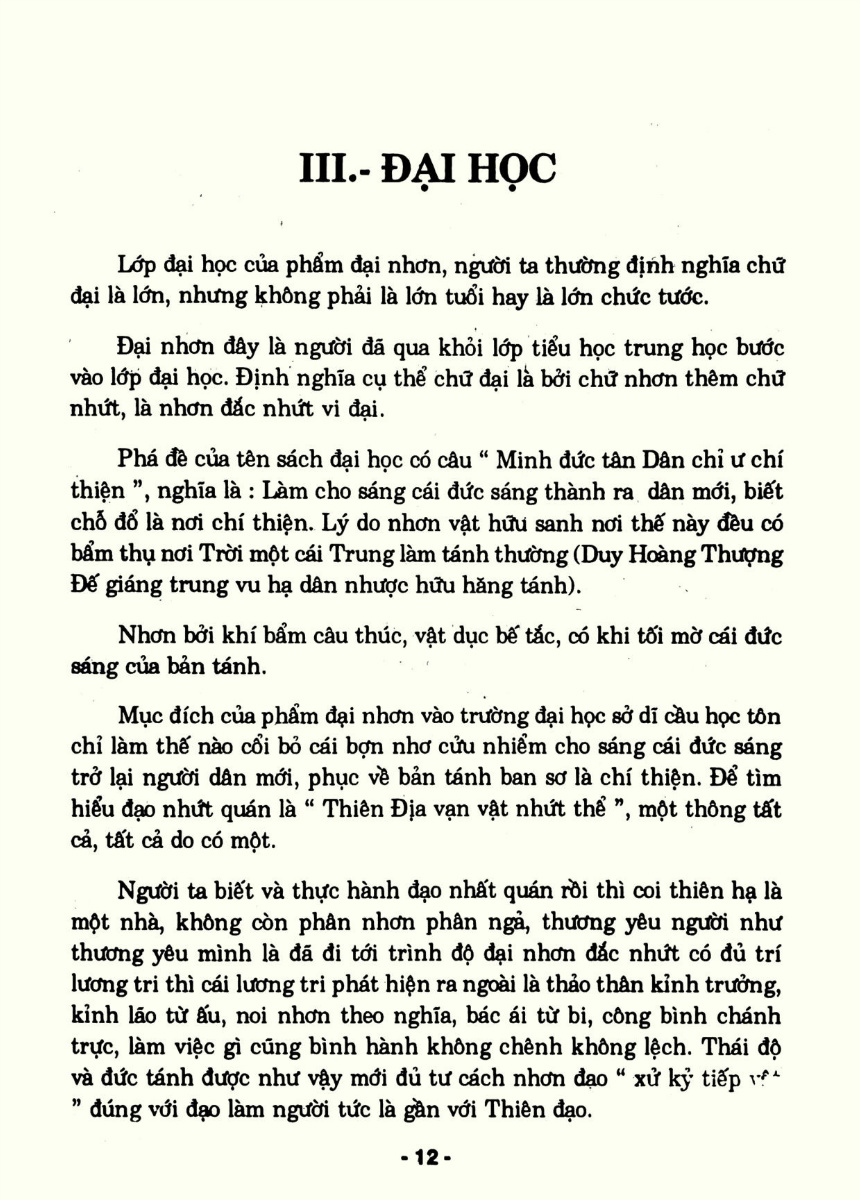 III.- ĐẠI HỌC
Lớp đại học của phẩm đại nhơn, người ta thường định nghĩa chữ
đại là lớn, nhưng không phải là lớn tuổi hay là lớn chức tước.
Đại nhơn đây là người đã qua khỏi lớp tiểu học trung học bước
vào lớp đại học. Định nghĩa cụ thể chữ đại là bởi chữ nhơn thêm chữ
nhứt, là nhơn đắc nhứt vi đại.
Phá đề của tên sách đại học có câu “ Minh đức tân Dân chỉ ư chí
thiện ”, nghĩa là : Làm cho sáng cái đức sáng thành ra dân mới, biết
chỗ đổ là nơi chí thiện. Lý do nhơn vật hữu sanh nơi thế này đều có
bẩm thụ nơi Trời một cái Trung làm tánh thường (Duy Hoàng Thượng
Đế giáng trung vu hạ dân nhược hữu hăng tánh).
Nhơn bởi khí bẩm câu thúc, vật dục bế tắc, có khi tối mờ cái đức
sáng của bản tánh.
Mục đích của phẩm đại nhơn vào trường đại học sở dĩ cầu học tôn
chỉ làm thế nào cổi bỏ cái bợn nhơ cửu nhiễm cho sáng cái đức sáng
trở lại người dân mới, phục về bản tánh ban sơ là chí thiện. Để tìm
hiểu đạo nhứt quán là “ Thiên Địa vạn vật nhứt thể ”, một thông tất
cả, tất cả do có một.
Người ta biết và thực hành đạo nhất quán rồi thì coi thiên hạ là
một nhà, không còn phân nhơn phân ngả, thương yêu người như
thương yêu mình là đã đi tới trình độ đại nhơn đắc nhứt có đủ trí
lương tri thì cái lương tri phát hiện ra ngoài là thảo thân kỉnh trưởng,
kỉnh lão từ ấu, noi nhơn theo nghĩa, bác ái từ bi, công bình chánh
trực, làm việc gì cũng bình hành không chênh không lệch. Thái độ
và đức tánh được như vậy mới đủ tư cách nhơn đạo “ xử kỷ tiếp
” đúng với đạo làm người tức là gần với Thiên đạo.
- 12 -